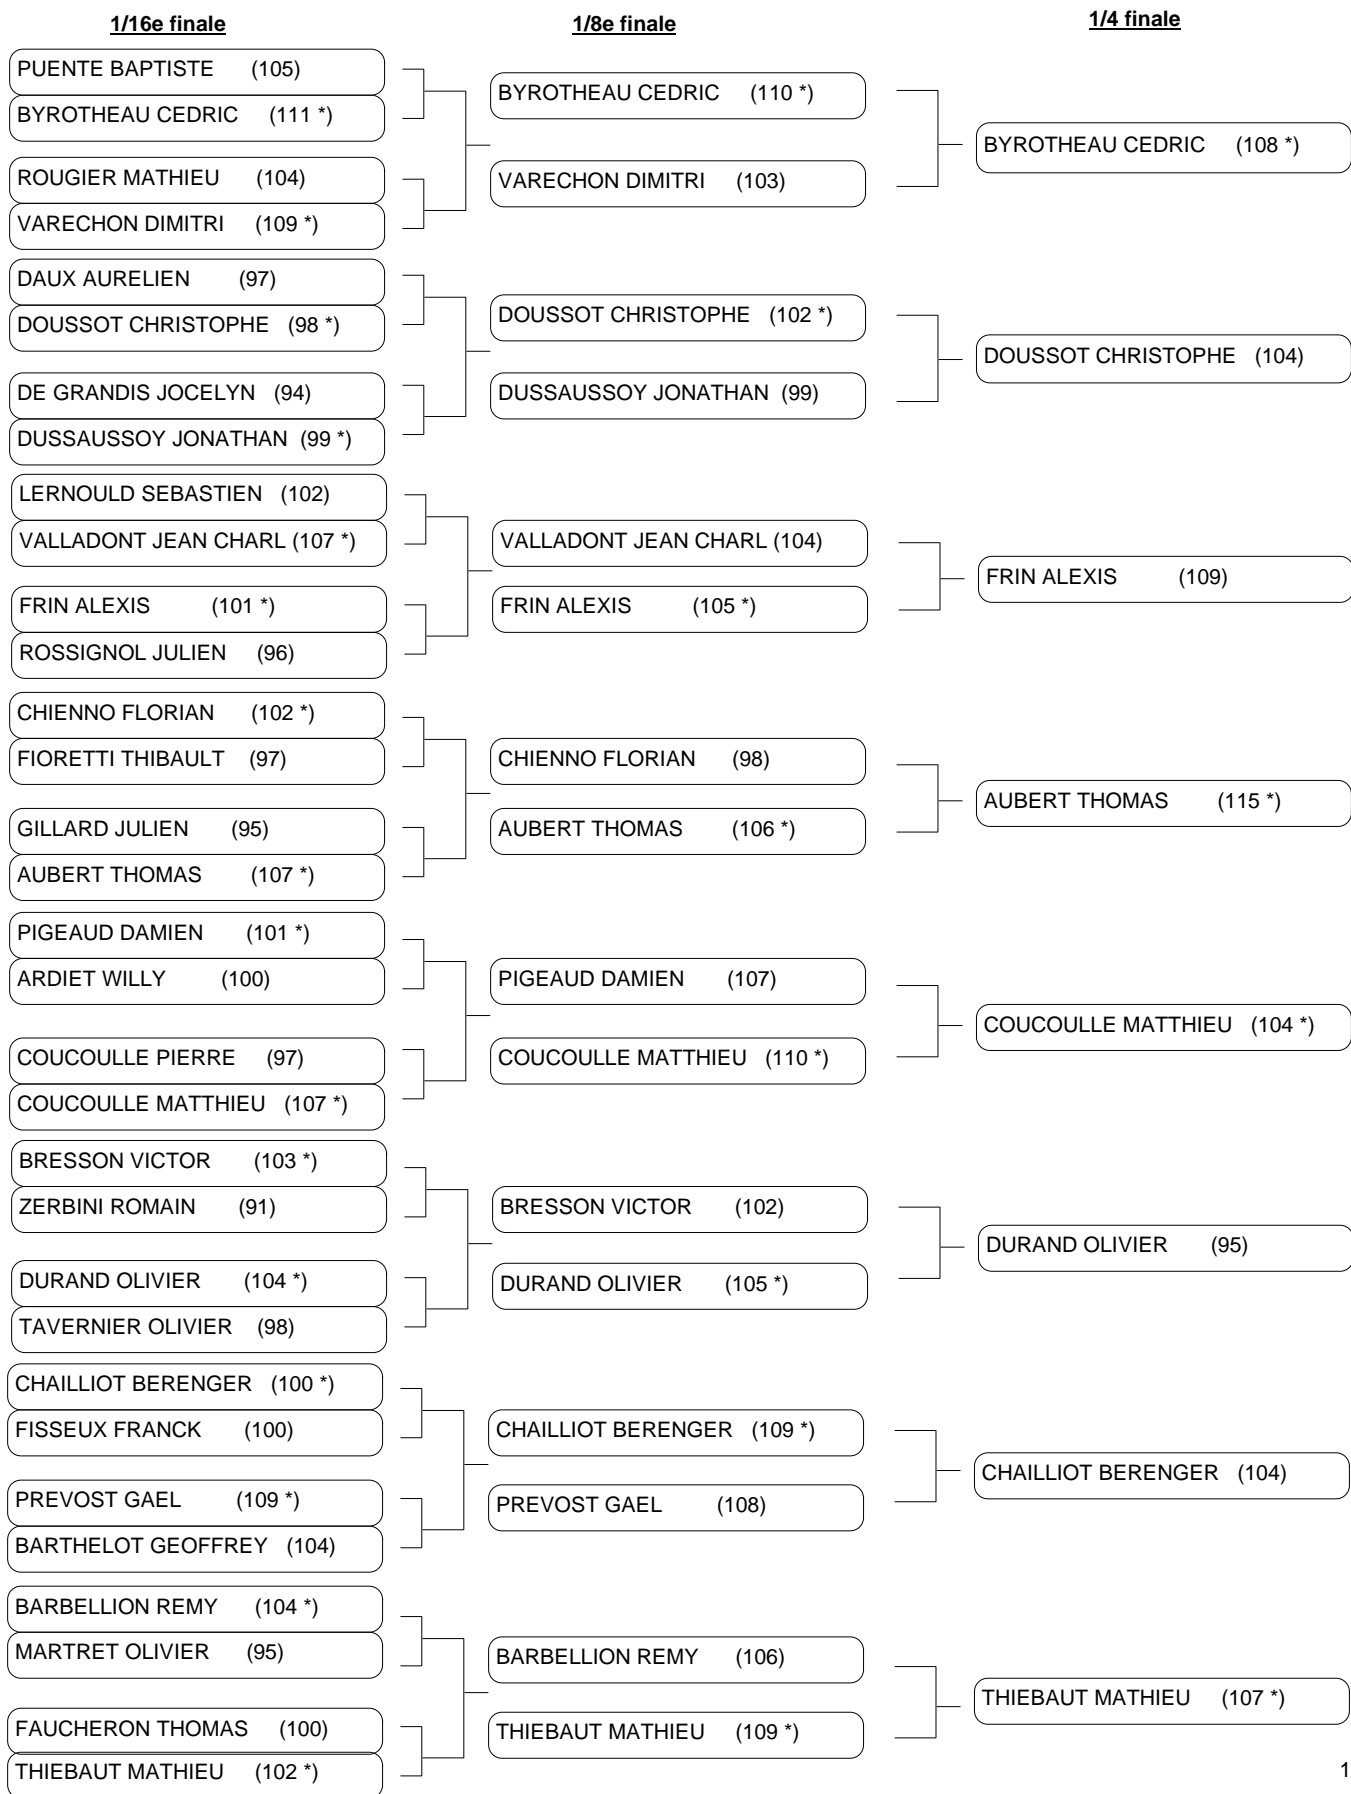 1/16e finale
1/8e finale
1/4 finale
PUENTE BAPTISTE (105)
BYROTHEAU CEDRIC (111 *)
ROUGIER MATHIEU (104)
VARECHON DIMITRI (109 *)
DAUX AURELIEN (97)
DOUSSOT CHRISTOPHE (98 *)
DE GRANDIS JOCELYN (94)
DUSSAUSSOY JONATHAN (99 *)
LERNOULD SEBASTIEN (102)
VALLADONT JEAN CHARL (107 *)
FRIN ALEXIS (101 *)
ROSSIGNOL JULIEN (96)
CHIENNO FLORIAN (102 *)
FIORETTI THIBAULT (97)
GILLARD JULIEN (95)
AUBERT THOMAS (107 *)
PIGEAUD DAMIEN (101 *)
ARDIET WILLY (100)
COUCOULLE PIERRE (97)
COUCOULLE MATTHIEU (107 *)
BRESSON VICTOR (103 *)
ZERBINI ROMAIN (91)
DURAND OLIVIER (104 *)
TAVERNIER OLIVIER (98)
CHAILLIOT BERENGER (100 *)
FISSEUX FRANCK (100)
PREVOST GAEL (109 *)
BARTHELOT GEOFFREY (104)
BARBELLION REMY (104 *)
MARTRET OLIVIER (95)
FAUCHERON THOMAS (100)
THIEBAUT MATHIEU (102 *)
BYROTHEAU CEDRIC (110 *)
VARECHON DIMITRI (103)
DOUSSOT CHRISTOPHE (102 *)
DUSSAUSSOY JONATHAN (99)
VALLADONT JEAN CHARL (104)
FRIN ALEXIS (105 *)
CHIENNO FLORIAN (98)
AUBERT THOMAS (106 *)
PIGEAUD DAMIEN (107)
COUCOULLE MATTHIEU (110 *)
BRESSON VICTOR (102)
DURAND OLIVIER (105 *)
CHAILLIOT BERENGER (109 *)
PREVOST GAEL (108)
BARBELLION REMY (106)
THIEBAUT MATHIEU (109 *)
BYROTHEAU CEDRIC (108 *)
DOUSSOT CHRISTOPHE (104)
FRIN ALEXIS (109)
AUBERT THOMAS (115 *)
COUCOULLE MATTHIEU (104 *)
DURAND OLIVIER (95)
CHAILLIOT BERENGER (104)
THIEBAUT MATHIEU (107 *)
1